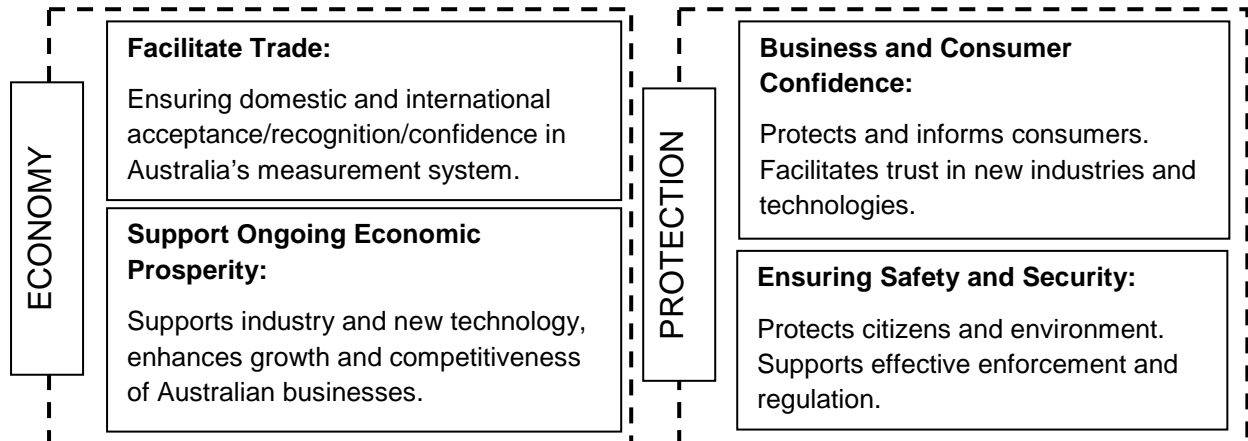 ECONOMY
Facilitate Trade:
Ensuring domestic and international
acceptance/recognition/confidence in
Australia’s measurement system.
Support Ongoing Economic
Prosperity:
Supports industry and new technology,
enhances growth and competitiveness
of Australian businesses.
PROTECTION
Business and Consumer
Confidence:
Protects and informs consumers.
Facilitates trust in new industries and
technologies.
Ensuring Safety and Security:
Protects citizens and environment.
Supports effective enforcement and
regulation.